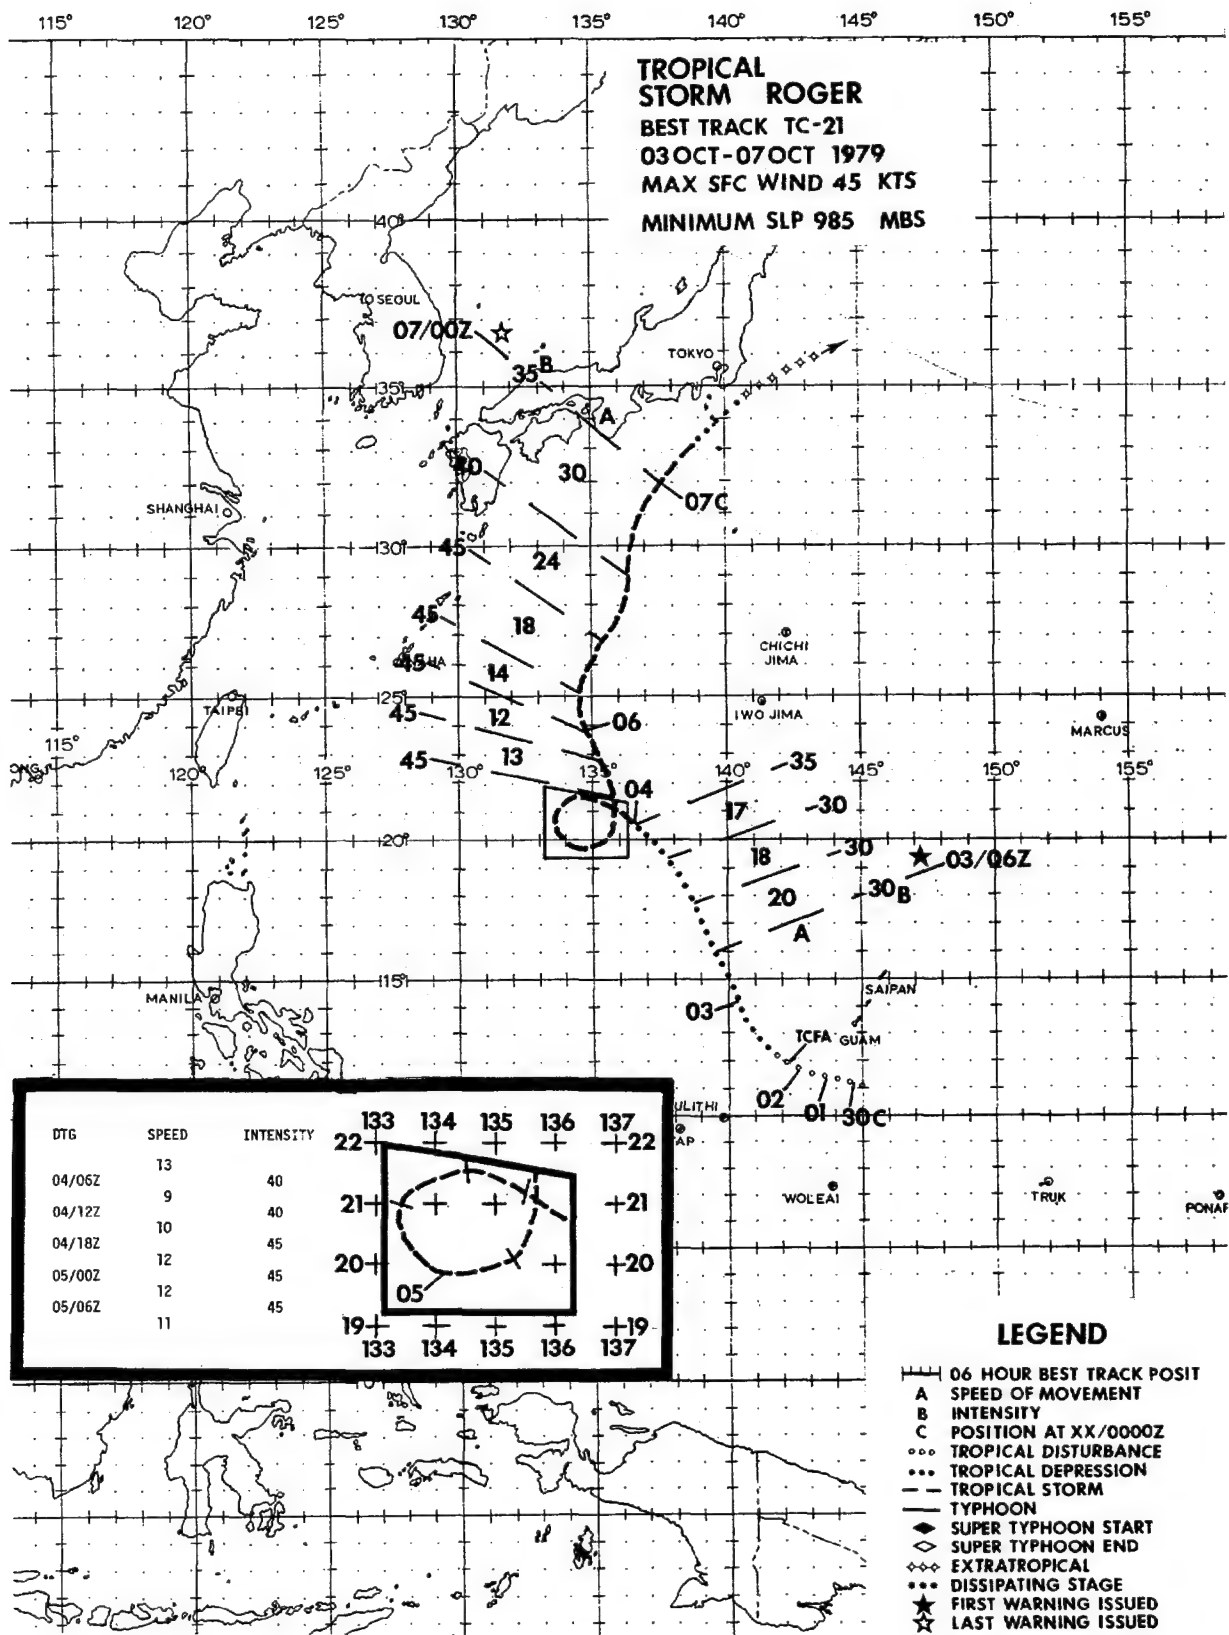 115° 120° 125° 130° 135° 140° 145° 150° 155°
TROPICAL
STORM ROGER
BEST TRACK TC-21
03 OCT-07 OCT 1979
MAX SFC WIND 45 KTS
MINIMUM SLP 985 MBS
40°
SEOUL
07/00Z
TOKYO
35 B
35°
A
40
30
07C
SHANGHAI
30°
45
24
45
18
CHICHI
JIMA
45
14
25°
TAIPEI
45
12
06
IWO JIMA
MARCUS
115°
13
45
35
120° 125° 130° 135° 140° 145° 150° 155°
04
17
30
20°
18
30
03/06Z
20
30 B
A
15°
SAIPAN
MANILA
03
TCFA GUAM
02 01 30C
ULITHI
WOLEAI
TRUK
DTG SPEED INTENSITY
13
04/06Z 40
9
04/12Z 40
10
04/18Z 45
12
05/00Z 45
12
05/06Z 45
11
133 134 135 136 137
22 22
21 21
20 20
05
19 19
133 134 135 136 137
LEGEND
06 HOUR BEST TRACK POSIT
A SPEED OF MOVEMENT
B INTENSITY
C POSITION AT XX/0000Z
TROPICAL DISTURBANCE
TROPICAL DEPRESSION
TROPICAL STORM
TYPHOON
SUPER TYPHOON START
SUPER TYPHOON END
EXTRATROPICAL
DISSIPATING STAGE
FIRST WARNING ISSUED
LAST WARNING ISSUED